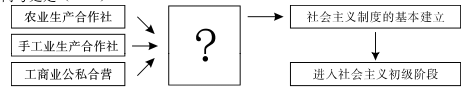 农业生产合作社
手工业生产合作社
工商业公私合营
?
社会主义制度的基本建立
进入社会主义初级阶段